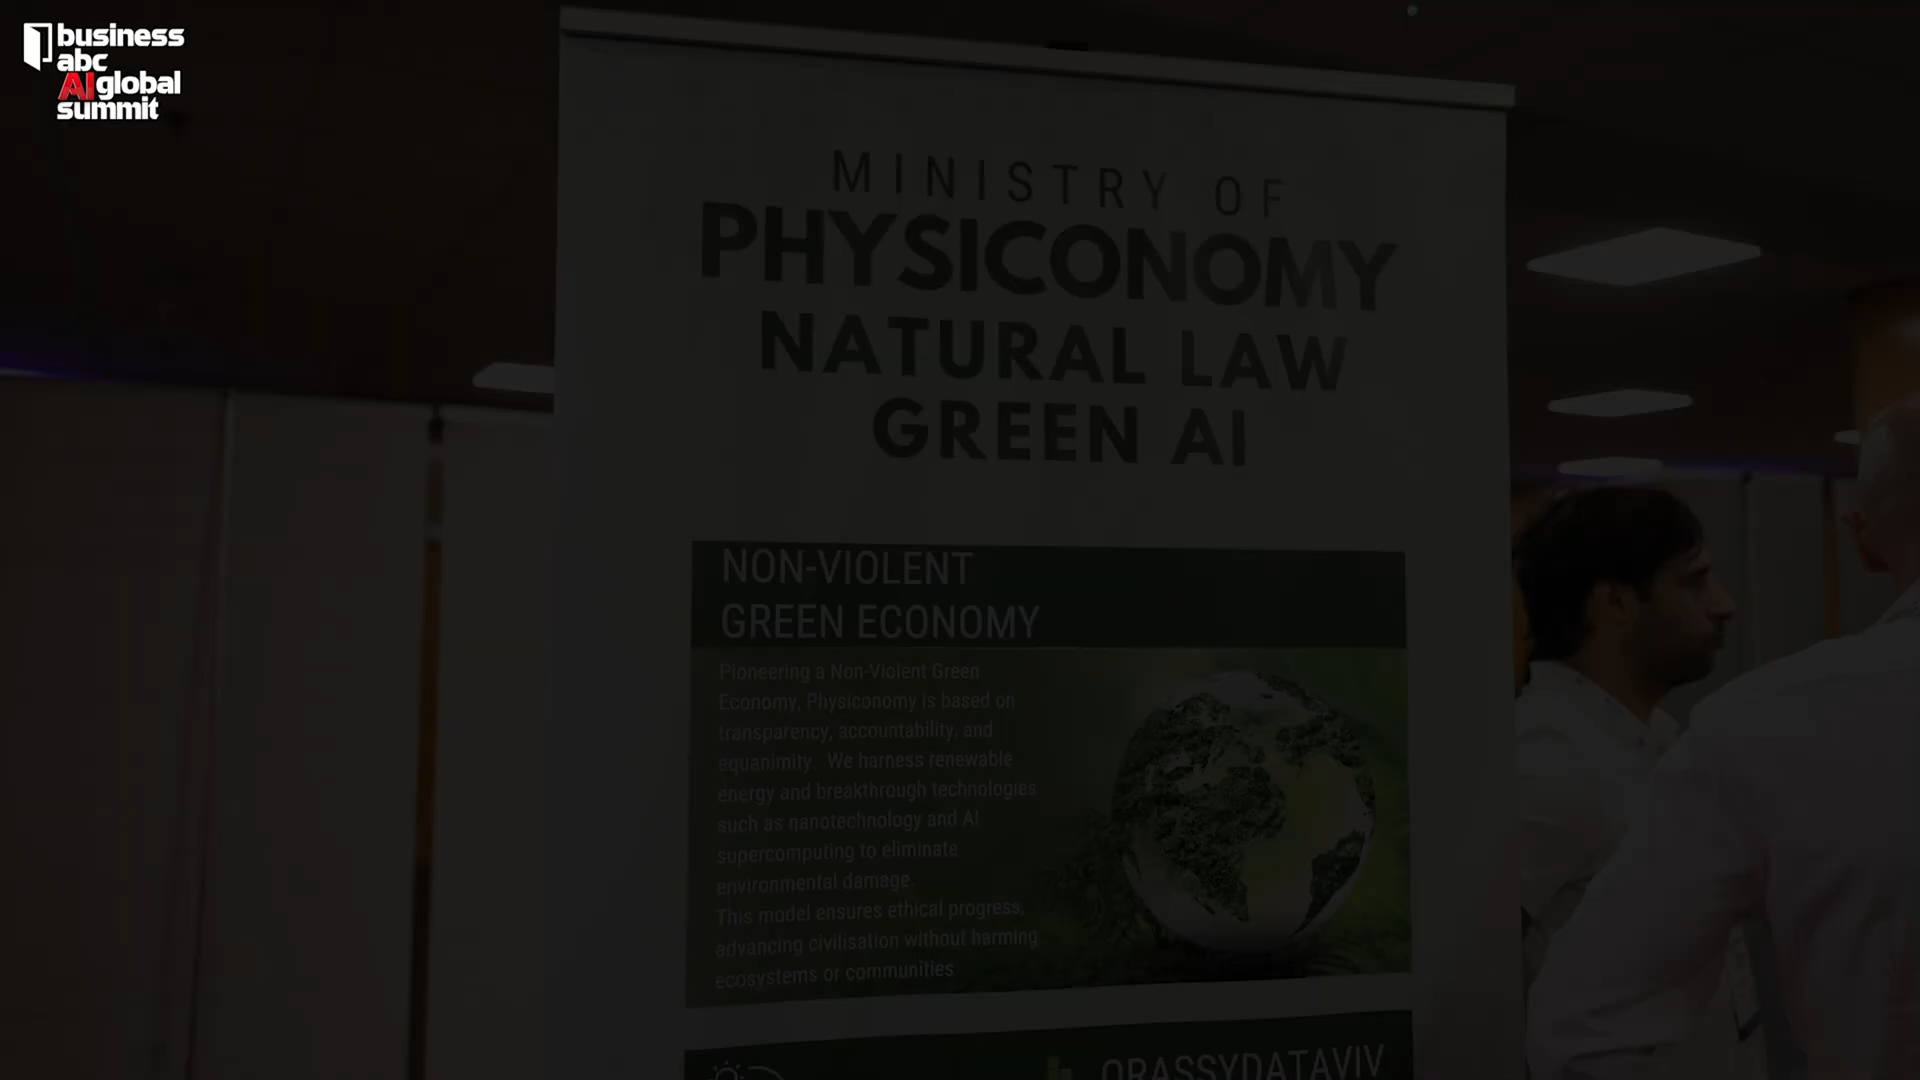 business
abc
AI global
summit
MINISTRY OF
PHYSICONOMY
NATURAL LAW
GREEN AI
NON-VIOLENT
GREEN ECONOMY
Pioneering a Non-Violent Green
Economy, Physiconomy is based on
transparency, accountability, and
equanimity. We harness renewable
energy and breakthrough technologies
such as nanotechnology and AI
supercomputing to eliminate
environmental damage.
This model ensures ethical progress,
advancing civilisation without harming
ecosystems or communities
ORASSYDATAVIV